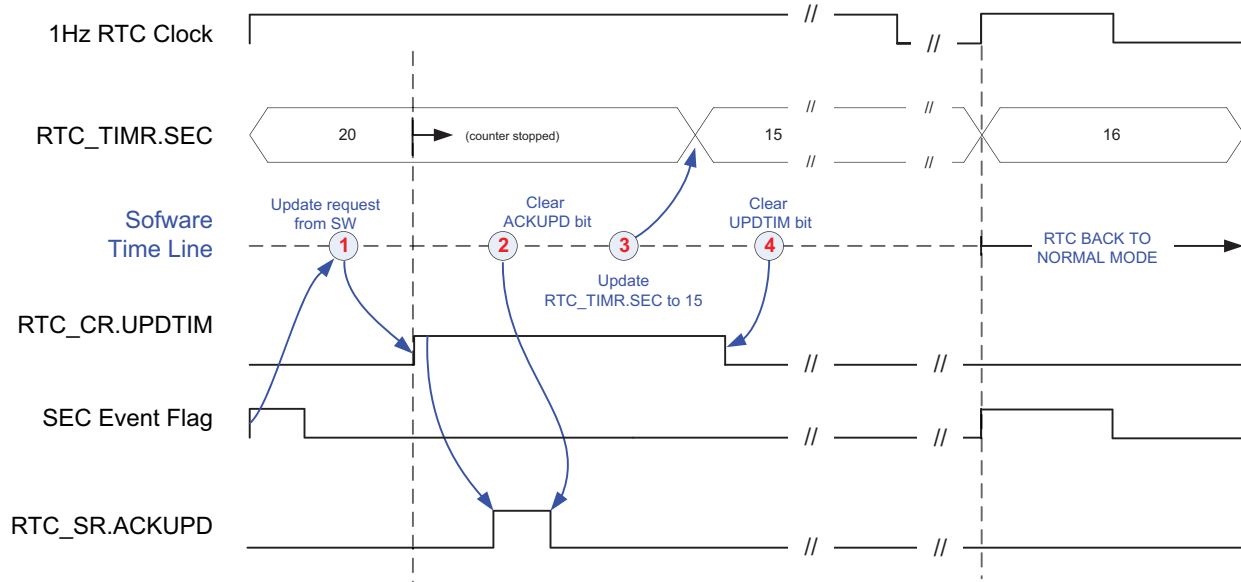 1Hz RTC Clock
//
//
RTC_TIMR.SEC
20
(counter stopped)
//
//
15
//
//
16
Sofware
Time Line
Update request
from SW
1
Clear
ACKUPD bit
2
3
Update
RTC_TIMR.SEC to 15
Clear
UPDTIM bit
4
RTC BACK TO
NORMAL MODE
RTC_CR.UPDTIM
//
//
SEC Event Flag
//
//
RTC_SR.ACKUPD
//
//